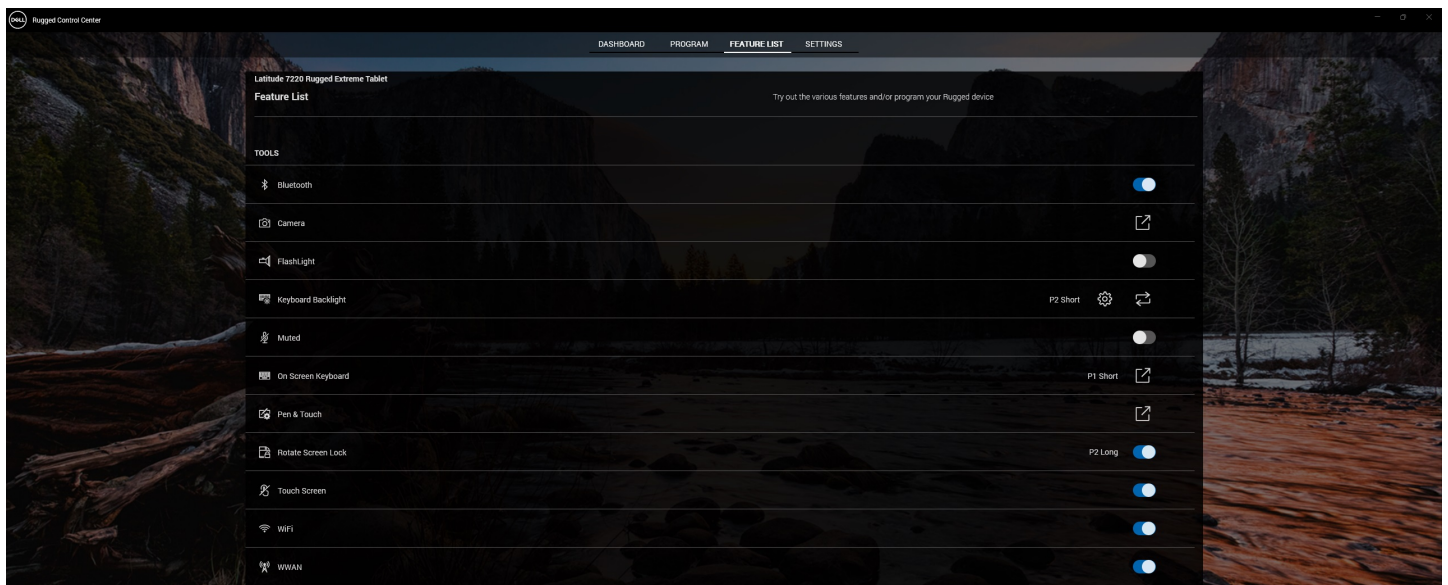 DELL Rugged Control Center
DASHBOARD PROGRAM FEATURE LIST SETTINGS
Latitude 7220 Rugged Extreme Tablet
Feature List Try out the various features and/or program your Rugged device
TOOLS
Bluetooth
Camera
FlashLight
Keyboard Backlight P2 Short
Muted
On Screen Keyboard P1 Short
Pen & Touch
Rotate Screen Lock P2 Long
Touch Screen
WiFi
WWAN